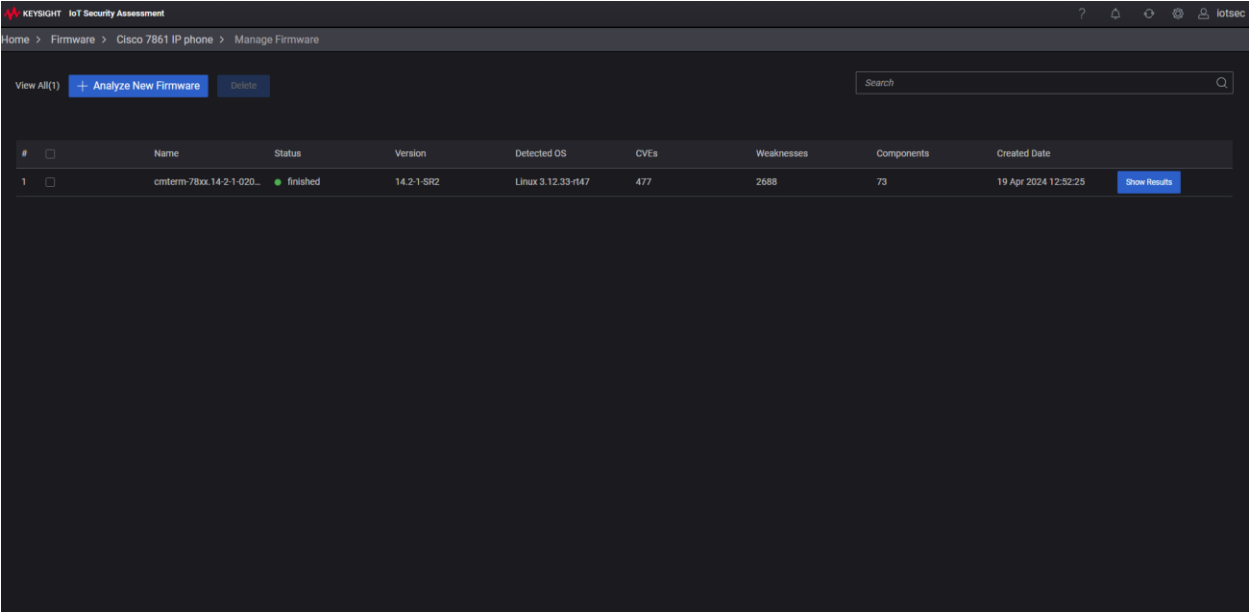 KEYSIGHT IoT Security Assessment ? iotsec
Home > Firmware > Cisco 7861 IP phone > Manage Firmware
View All(1) + Analyze New Firmware Delete Search
# Name Status Version Detected OS CVEs Weaknesses Components Created Date
1 cmterm-78xx.14-2-1-020... finished 14.2-1-SR2 Linux 3.12.33-rt47 477 2688 73 19 Apr 2024 12:52:25 Show Results